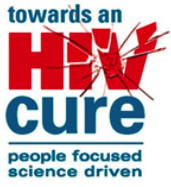 towards an
HIV
cure
people focused
science driven